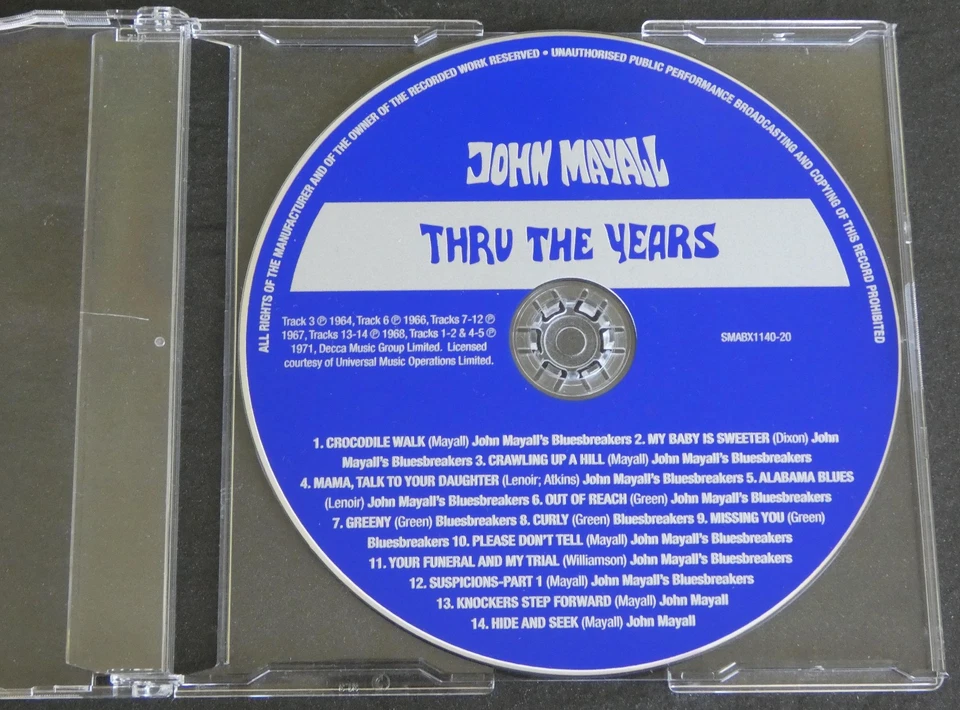 ALL RIGHTS OF THE MANUFACTURER AND OF THE OWNER OF THE RECORDED WORK RESERVED • UNAUTHORISED PUBLIC PERFORMANCE BROADCASTING AND COPYING OF THIS RECORD PROHIBITED
JOHN MAYALL
THRU THE YEARS
Track 3 ℗ 1964, Track 6 ℗ 1966, Tracks 7-12 ℗
1967, Tracks 13-14 ℗ 1968, Tracks 1-2 & 4-5 ℗
1971, Decca Music Group Limited. Licensed
courtesy of Universal Music Operations Limited.
SMABX1140-20
1. CROCODILE WALK (Mayall) John Mayall's Bluesbreakers 2. MY BABY IS SWEETER (Dixon) John
Mayall's Bluesbreakers 3. CRAWLING UP A HILL (Mayall) John Mayall's Bluesbreakers
4. MAMA, TALK TO YOUR DAUGHTER (Lenoir; Atkins) John Mayall's Bluesbreakers 5. ALABAMA BLUES
(Lenoir) John Mayall's Bluesbreakers 6. OUT OF REACH (Green) John Mayall's Bluesbreakers
7. GREENY (Green) Bluesbreakers 8. CURLY (Green) Bluesbreakers 9. MISSING YOU (Green)
Bluesbreakers 10. PLEASE DON'T TELL (Mayall) John Mayall's Bluesbreakers
11. YOUR FUNERAL AND MY TRIAL (Williamson) John Mayall's Bluesbreakers
12. SUSPICIONS-PART 1 (Mayall) John Mayall's Bluesbreakers
13. KNOCKERS STEP FORWARD (Mayall) John Mayall
14. HIDE AND SEEK (Mayall) John Mayall